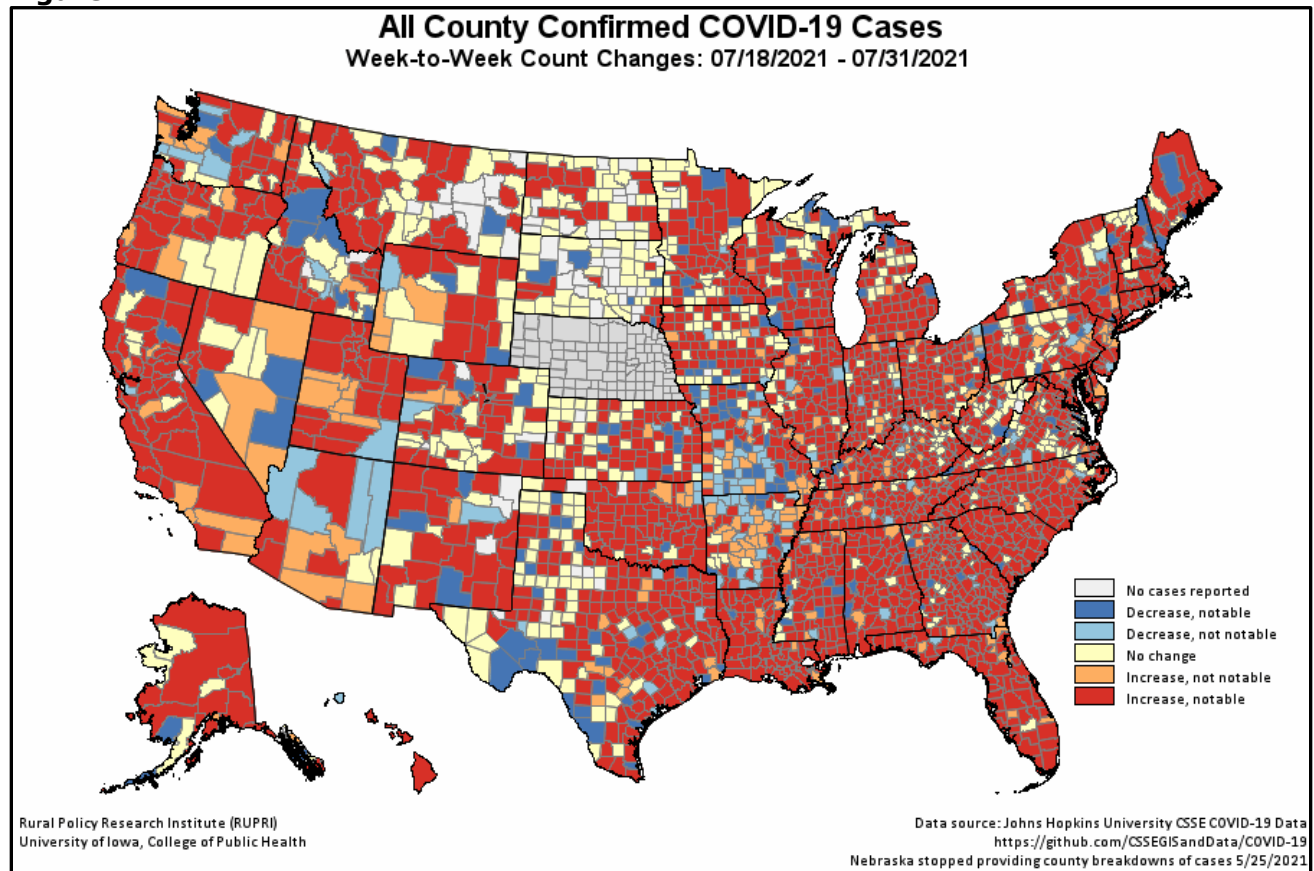 All County Confirmed COVID-19 Cases
Week-to-Week Count Changes: 07/18/2021 - 07/31/2021
No cases reported
Decrease, notable
Decrease, not notable
No change
Increase, not notable
Increase, notable
Rural Policy Research Institute (RUPRI)
University of Iowa, College of Public Health
Data source: Johns Hopkins University CSSE COVID-19 Data
https://github.com/CSSEGISandData/COVID-19
Nebraska stopped providing county breakdowns of cases 5/25/2021